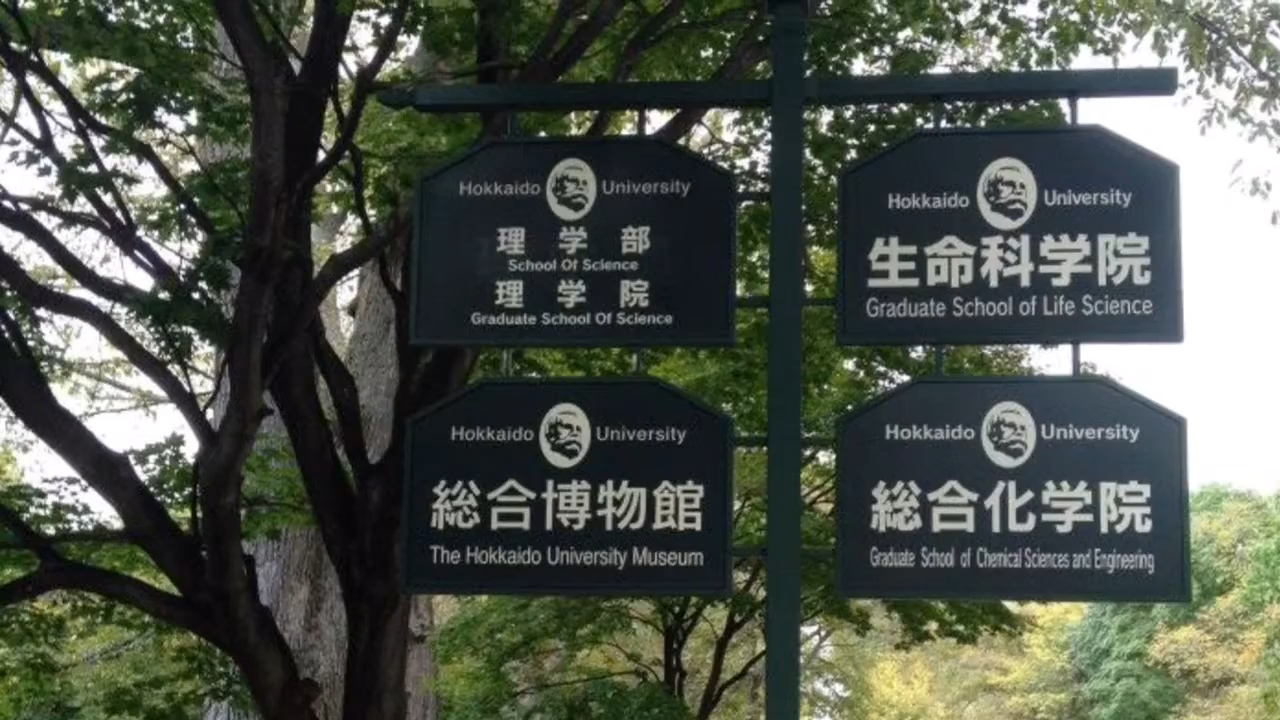 Hokkaido University
理学部
School Of Science
理学院
Graduate School Of Science
Hokkaido University
生命科学院
Graduate School of Life Science
Hokkaido University
総合博物館
The Hokkaido University Museum
Hokkaido University
総合化学院
Graduate School of Chemical Sciences and Engineering